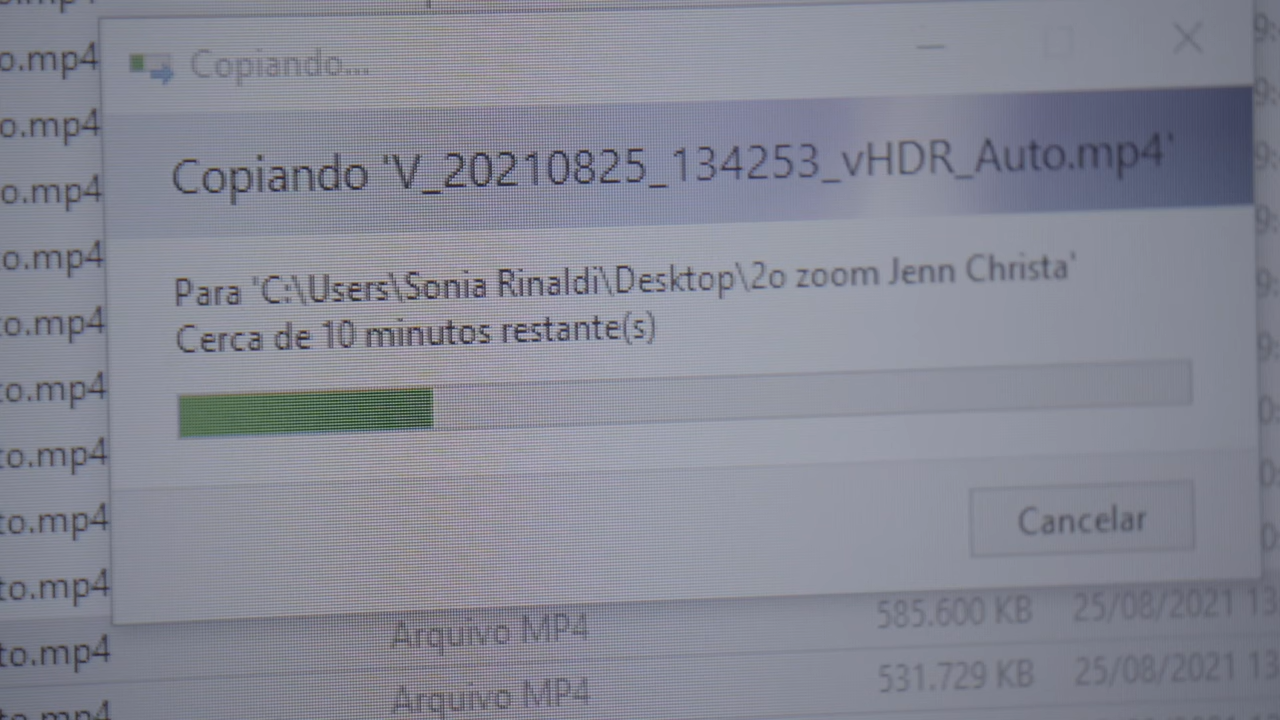 Copiando...
Copiando 'V_20210825_134253_vHDR_Auto.mp4'
Para 'C:\Users\Sonia Rinaldi\Desktop\2o zoom Jenn Christa'
Cerca de 10 minutos restante(s)
Cancelar
o.mp4
o.mp4
o.mp4
o.mp4
to.mp4
to.mp4
to.mp4
to.mp4
to.mp4
to.mp4
Arquivo MP4 585.600 KB 25/08/2021 13
Arquivo MP4 531.729 KB 25/08/2021 13